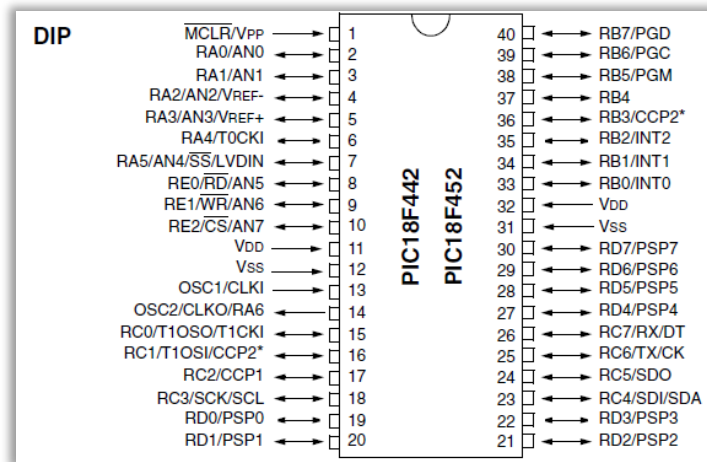 DIP
MCLR/VPP 1
RA0/AN0 2
RA1/AN1 3
RA2/AN2/VREF- 4
RA3/AN3/VREF+ 5
RA4/T0CKI 6
RA5/AN4/SS/LVDIN 7
RE0/RD/AN5 8
RE1/WR/AN6 9
RE2/CS/AN7 10
VDD 11
VSS 12
OSC1/CLKI 13
OSC2/CLKO/RA6 14
RC0/T1OSO/T1CKI 15
RC1/T1OSI/CCP2* 16
RC2/CCP1 17
RC3/SCK/SCL 18
RD0/PSP0 19
RD1/PSP1 20
PIC18F442
PIC18F452
40 RB7/PGD
39 RB6/PGC
38 RB5/PGM
37 RB4
36 RB3/CCP2*
35 RB2/INT2
34 RB1/INT1
33 RB0/INT0
32 VDD
31 VSS
30 RD7/PSP7
29 RD6/PSP6
28 RD5/PSP5
27 RD4/PSP4
26 RC7/RX/DT
25 RC6/TX/CK
24 RC5/SDO
23 RC4/SDI/SDA
22 RD3/PSP3
21 RD2/PSP2